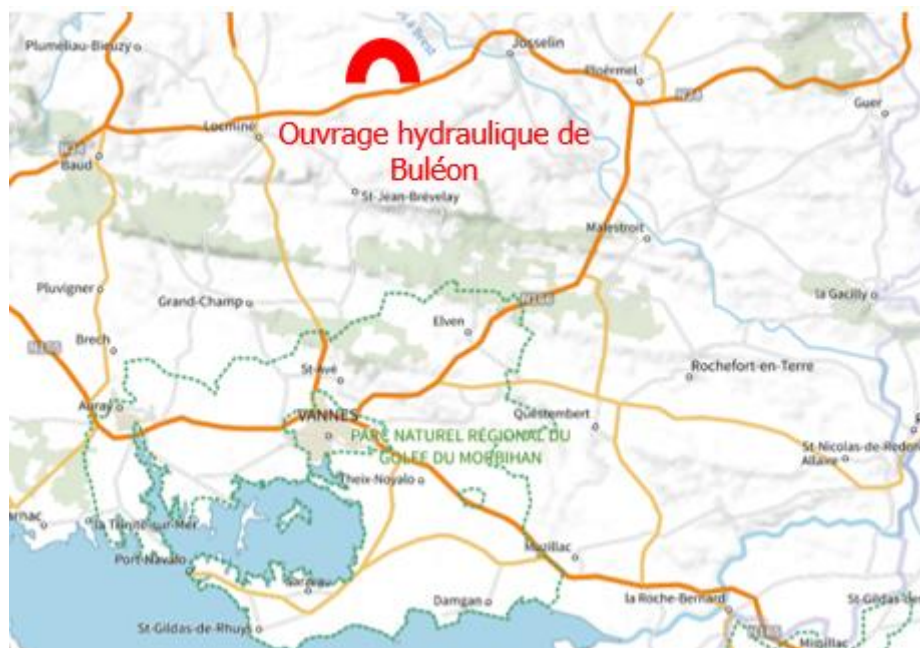 Pluméliau-Bieuzy
Josselin
Ploërmel
Guer
Locminé
Ouvrage hydraulique de
Buléon
Baud
St-Jean-Brévelay
Malestroit
Pluvigner
Grand-Champ
la Gacilly
Elven
Brech
Rochefort-en-Terre
St-Avé
Auray
VANNES
Questembert
PARC NATUREL RÉGIONAL DU
GOLFE DU MORBIHAN
St-Nicolas-de-Redon
Allaire
Theix-Noyalo
la Trinité-sur-Mer
Port-Navalo
Muzillac
Sarzeau
Damgan
la Roche-Bernard
St-Gildas-de-Rhuys
Missillac